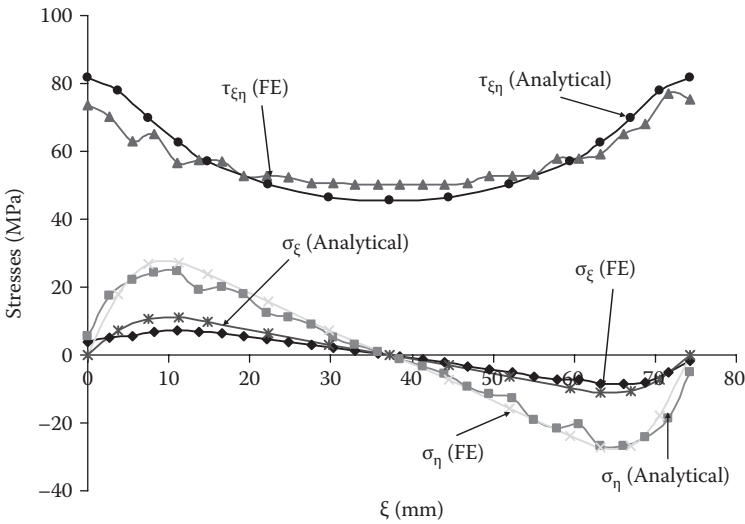 100
80
60
40
20
0
−20
−40
Stresses (MPa)
τξη (FE)
τξη (Analytical)
σξ (Analytical)
σξ (FE)
0 10 20 30 40 50 60 70 80
ση (FE)
ση (Analytical)
ξ (mm)